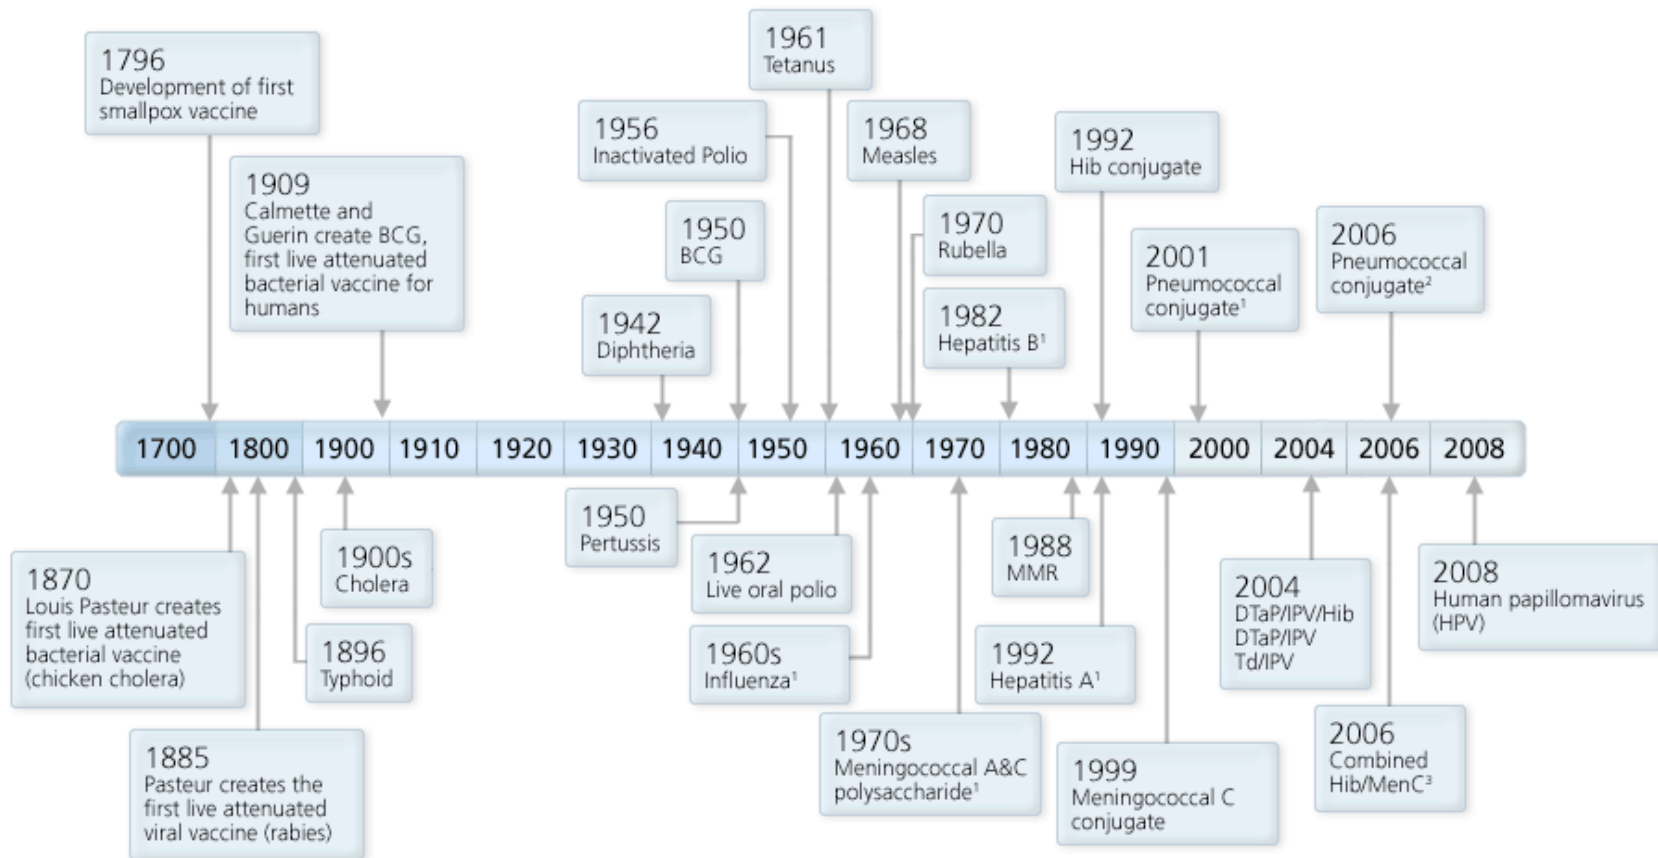 1796
Development of first
smallpox vaccine
1909
Calmette and
Guerin create BCG,
first live attenuated
bacterial vaccine for
humans
1956
Inactivated Polio
1942
Diphtheria
1950
BCG
1961
Tetanus
1968
Measles
1970
Rubella
1982
Hepatitis B¹
1992
Hib conjugate
2001
Pneumococcal
conjugate¹
2006
Pneumococcal
conjugate²
1700 1800 1900 1910 1920 1930 1940 1950 1960 1970 1980 1990 2000 2004 2006 2008
1870
Louis Pasteur creates
first live attenuated
bacterial vaccine
(chicken cholera)
1885
Pasteur creates the
first live attenuated
viral vaccine (rabies)
1900s
Cholera
1896
Typhoid
1950
Pertussis
1962
Live oral polio
1960s
Influenza¹
1970s
Meningococcal A&C
polysaccharide¹
1988
MMR
1992
Hepatitis A¹
1999
Meningococcal C
conjugate
2004
DTaP/IPV/Hib
DTaP/IPV
Td/IPV
2006
Combined
Hib/MenC³
2008
Human papillomavirus
(HPV)